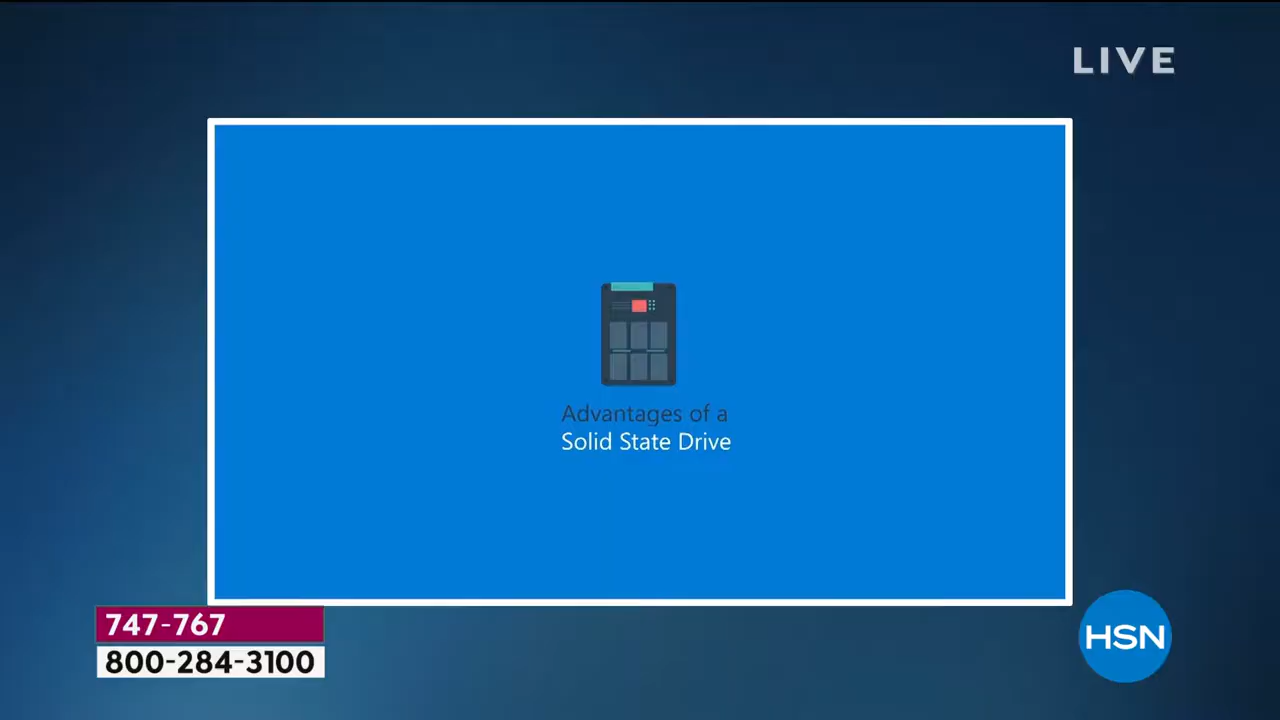 LIVE
Advantages of a
Solid State Drive
747-767
800-284-3100
HSN